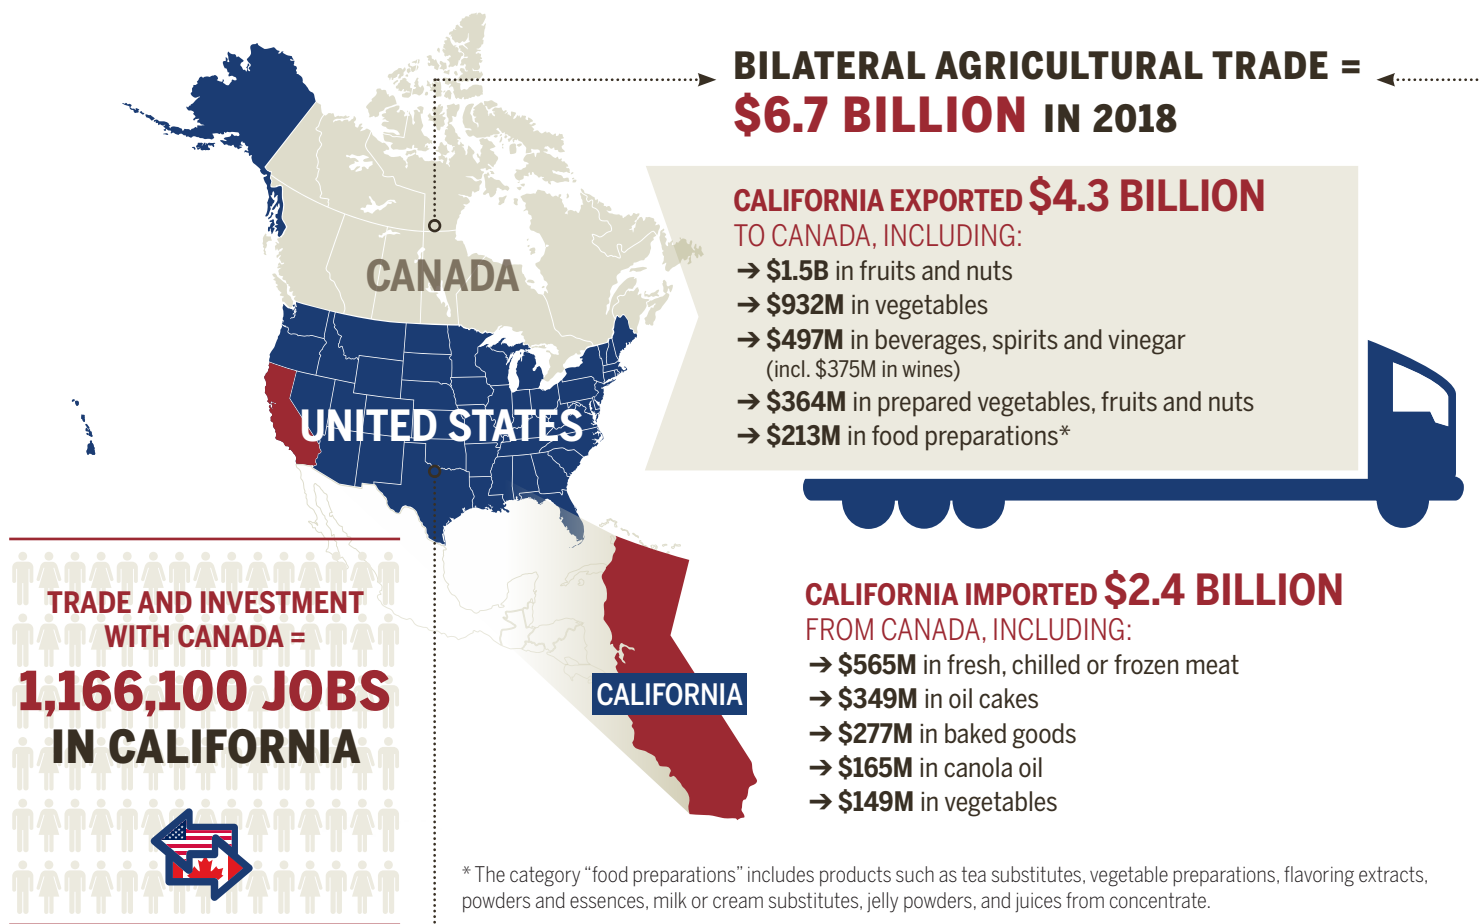 BILATERAL AGRICULTURAL TRADE =
$6.7 BILLION IN 2018
CANADA
UNITED STATES
CALIFORNIA EXPORTED $4.3 BILLION
TO CANADA, INCLUDING:
➔ $1.5B in fruits and nuts
➔ $932M in vegetables
➔ $497M in beverages, spirits and vinegar
(incl. $375M in wines)
➔ $364M in prepared vegetables, fruits and nuts
➔ $213M in food preparations*
TRADE AND INVESTMENT
WITH CANADA =
1,166,100 JOBS
IN CALIFORNIA
CALIFORNIA
CALIFORNIA IMPORTED $2.4 BILLION
FROM CANADA, INCLUDING:
➔ $565M in fresh, chilled or frozen meat
➔ $349M in oil cakes
➔ $277M in baked goods
➔ $165M in canola oil
➔ $149M in vegetables
* The category “food preparations” includes products such as tea substitutes, vegetable preparations, flavoring extracts,
powders and essences, milk or cream substitutes, jelly powders, and juices from concentrate.